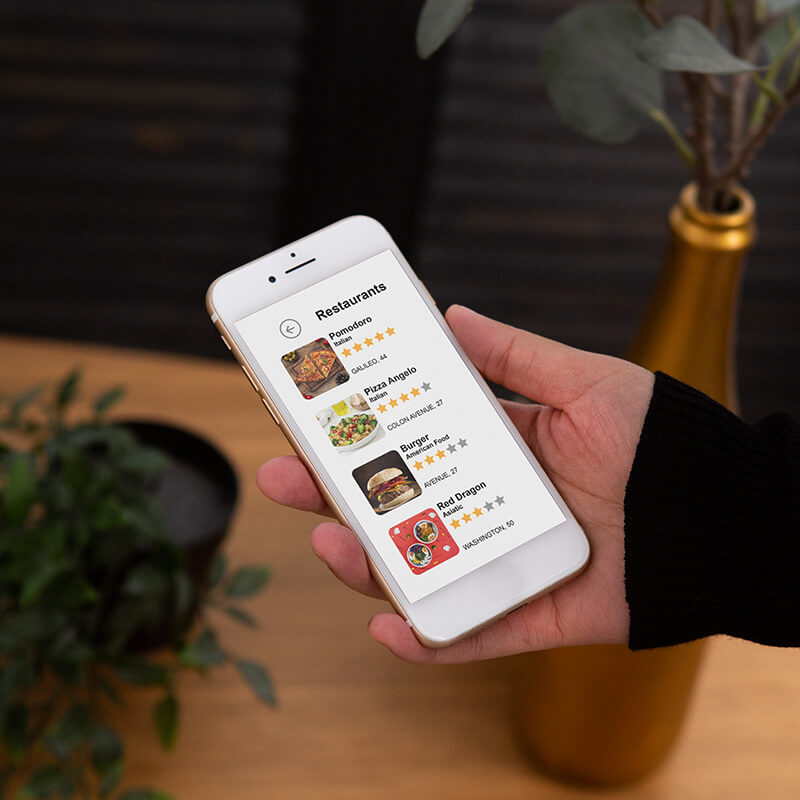 Restaurants
Pomodoro
Italian
GALILEO, 44
Pizza Angelo
Italian
COLON AVENUE, 27
Burger
American Food
AVENUE, 27
Red Dragon
Asiatic
WASHINGTON, 50